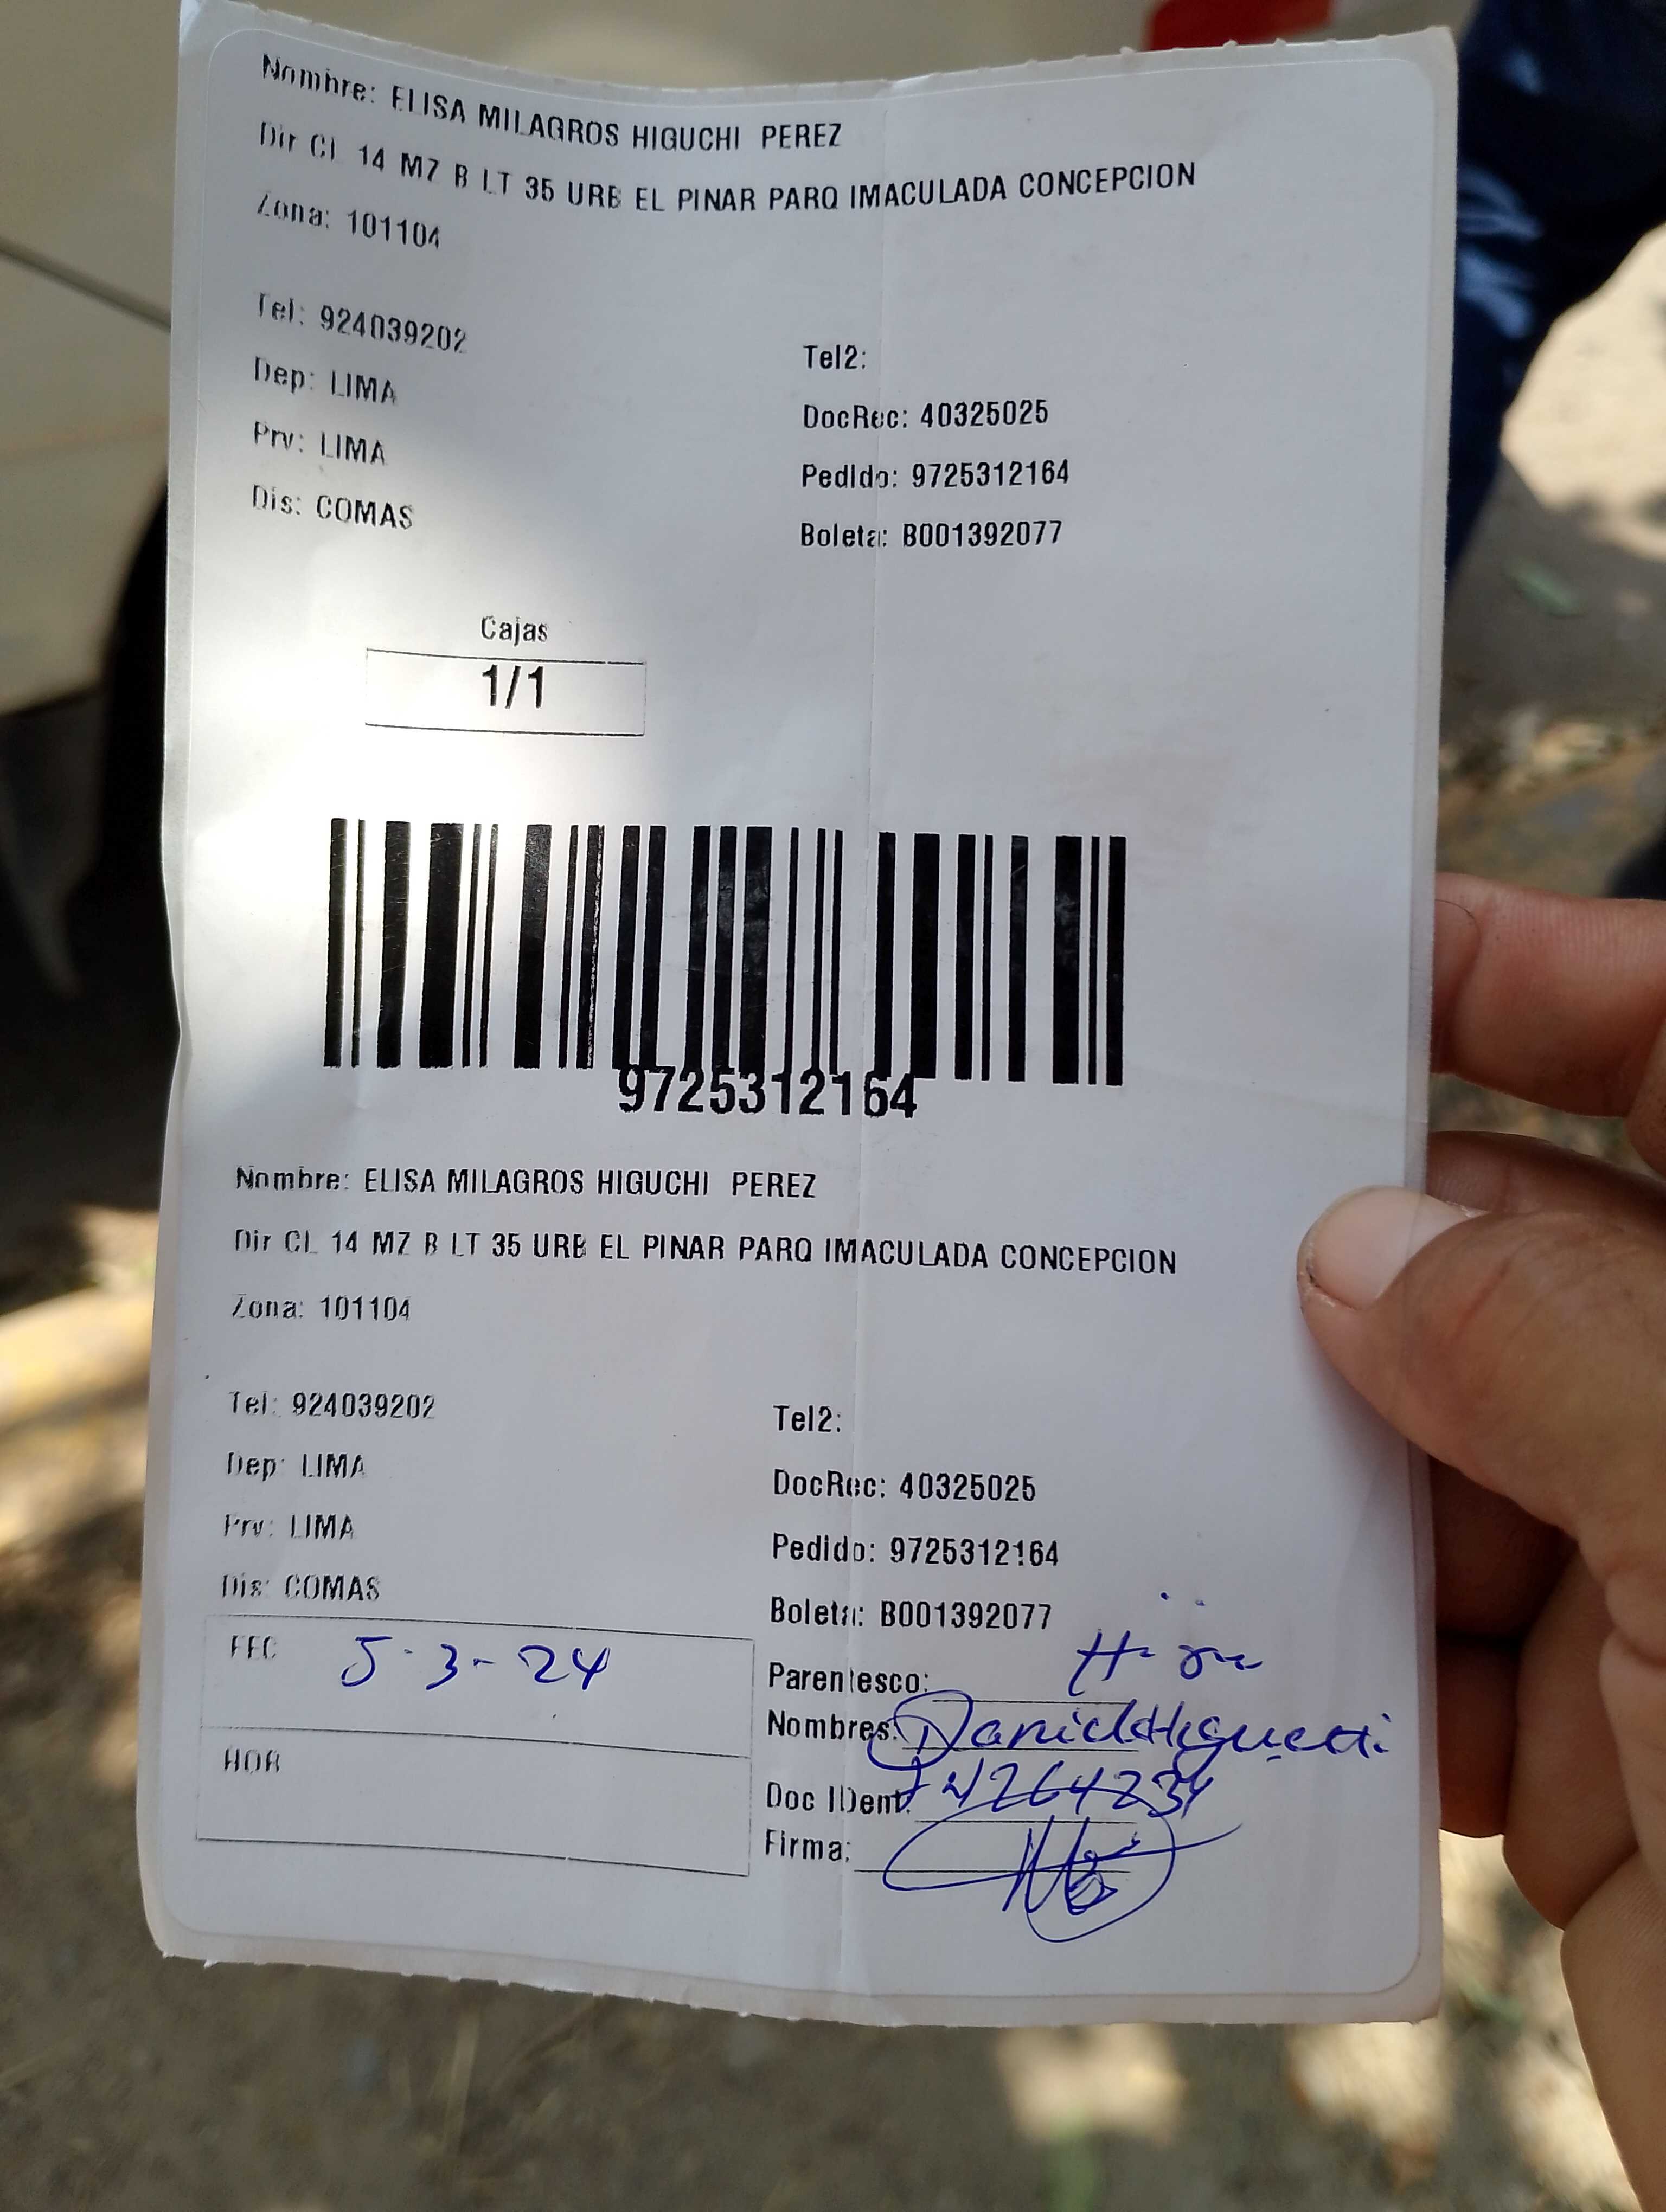 Nombre: ELISA MILAGROS HIGUCHI PEREZ
Dir CL 14 MZ B LT 35 URB EL PINAR PARQ IMACULADA CONCEPCION
Zona: 101104
Tel: 924039202 Tel2:
Dep: LIMA DocRec: 40325025
Prv: LIMA Pedido: 9725312164
Dis: COMAS Boleta: B001392077
Cajas
1/1
9725312164
Nombre: ELISA MILAGROS HIGUCHI PEREZ
Dir CL 14 MZ B LT 35 URB EL PINAR PARQ IMACULADA CONCEPCION
Zona: 101104
Tel: 924039202 Tel2:
Dep: LIMA DocRec: 40325025
Prv: LIMA Pedido: 9725312164
Dis: COMAS Boleta: B001392077
FEC 5-3-24 Parentesco:
Nombres: Daniel
HOR Doc IDent:
Firma: